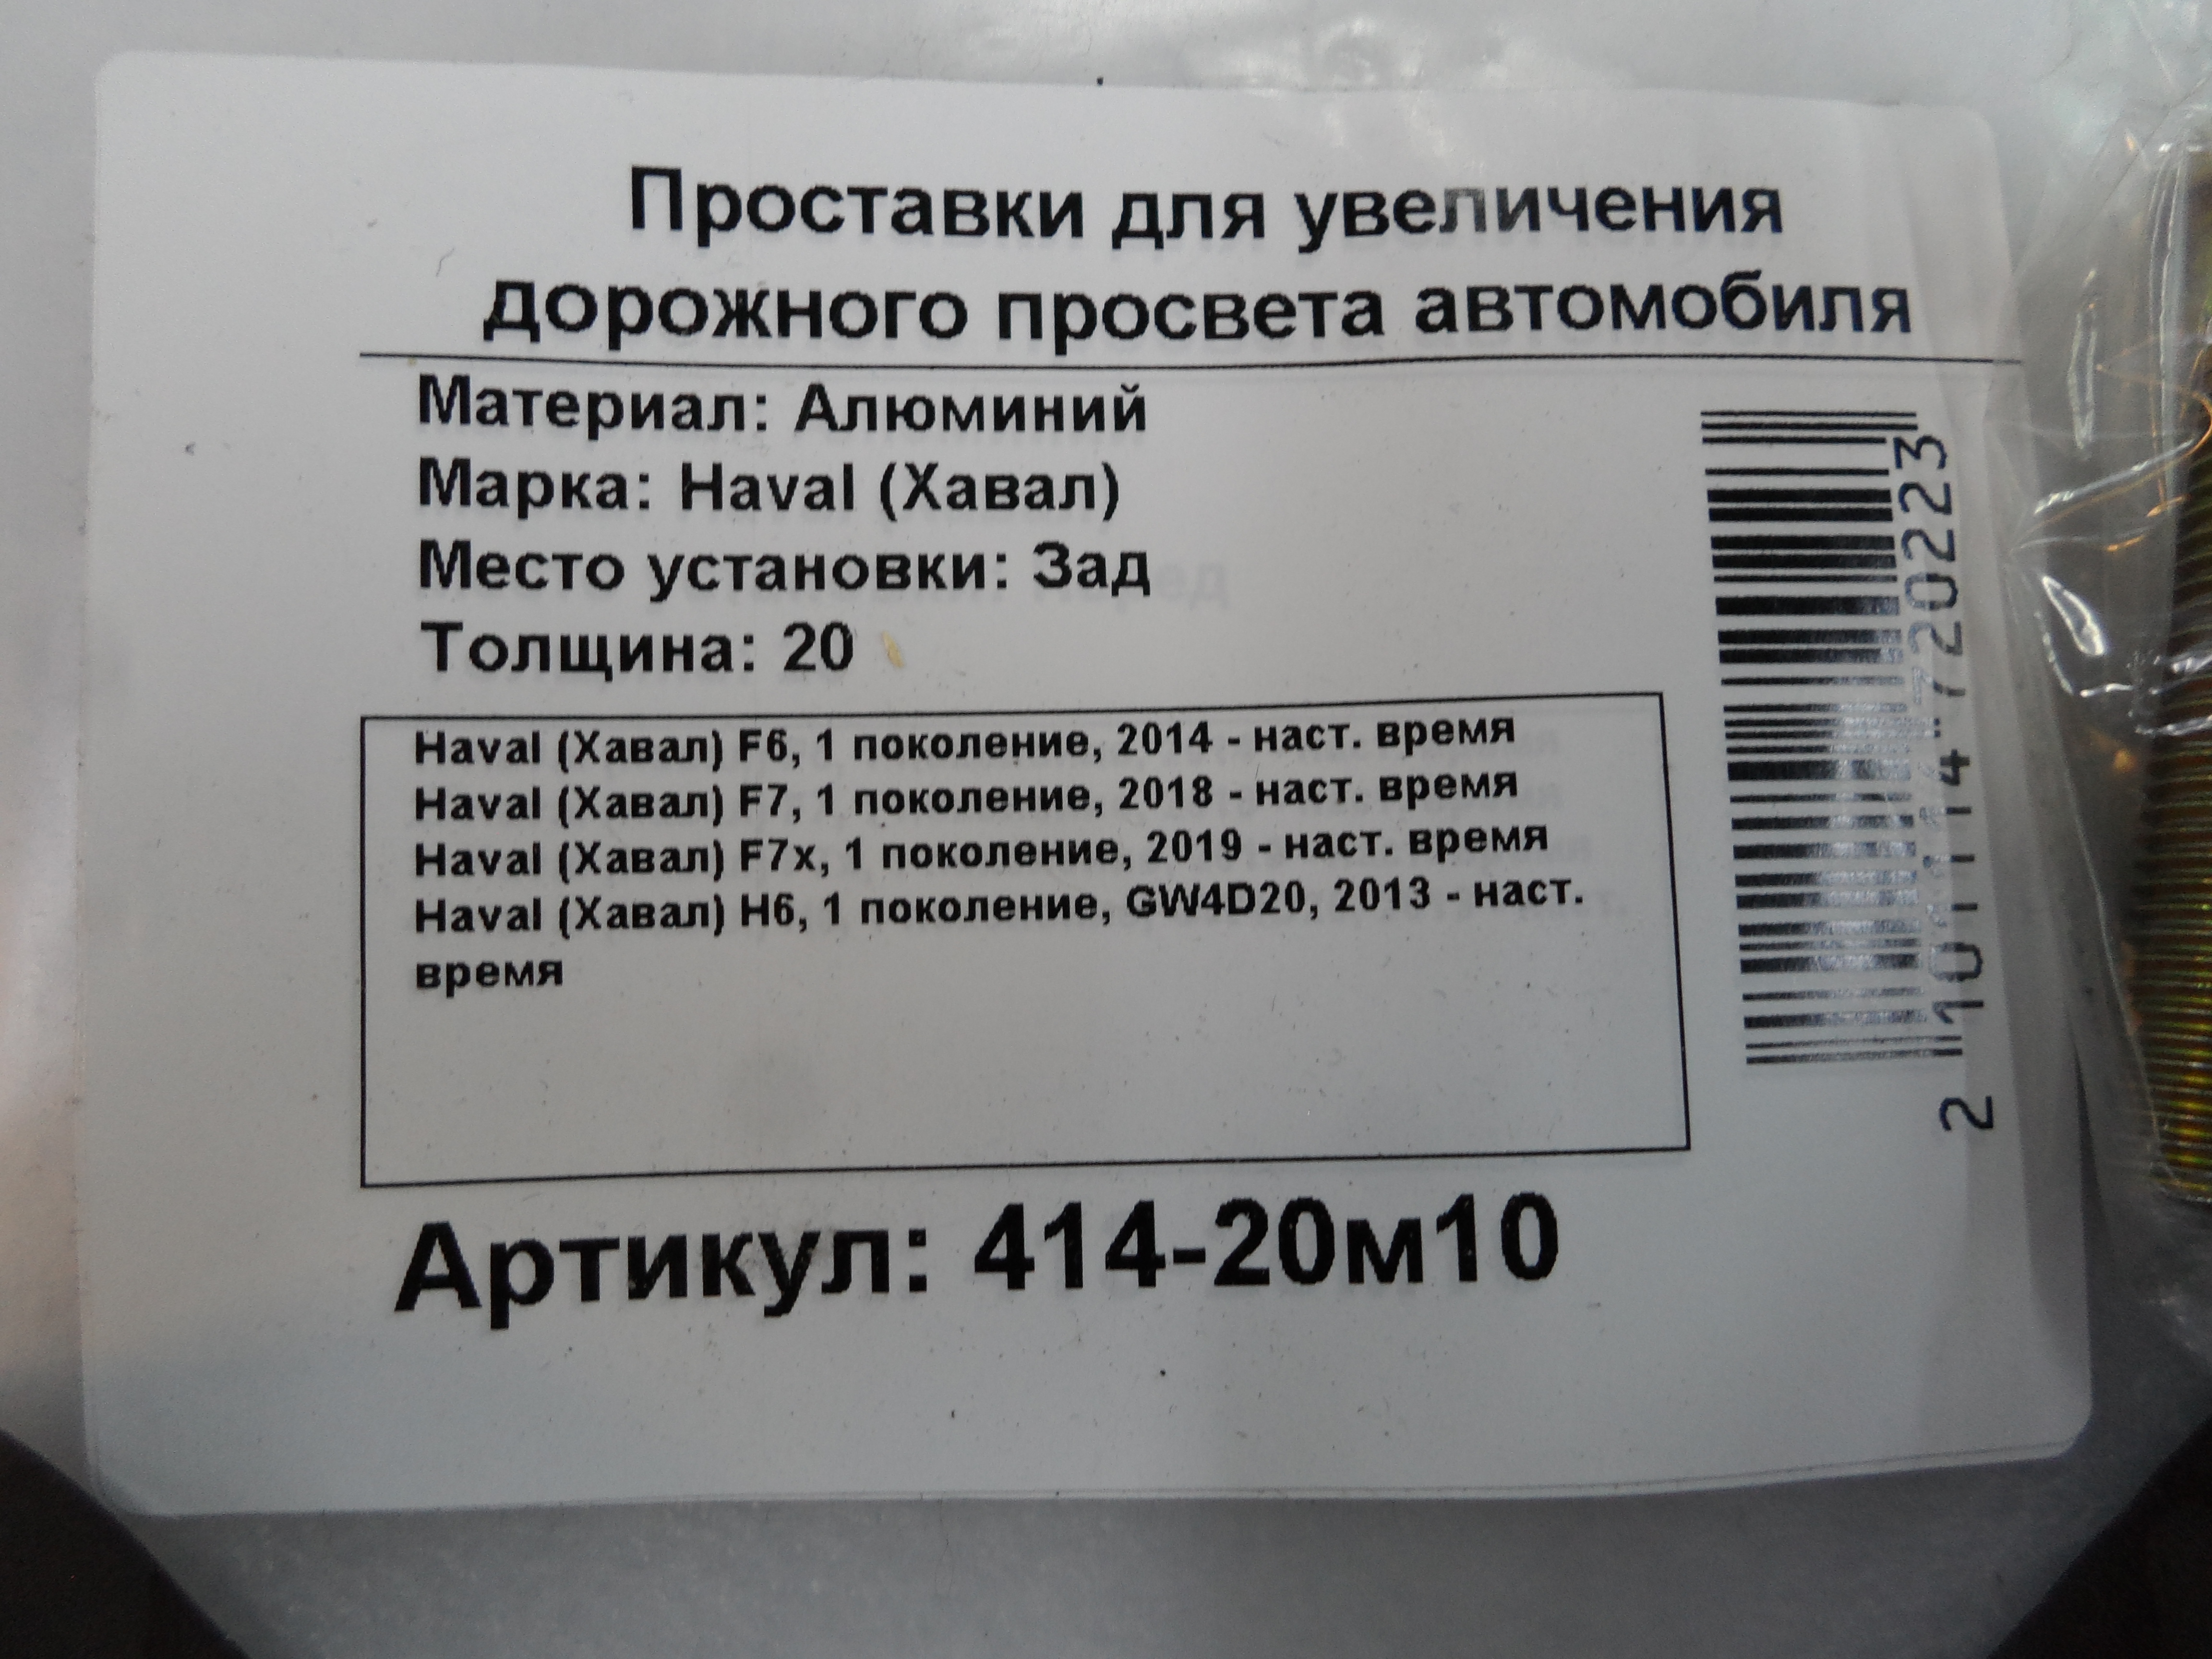 Проставки для увеличения
дорожного просвета автомобиля
Материал: Алюминий
Марка: Haval (Хавал)
Место установки: Зад
Толщина: 20
Haval (Хавал) F6, 1 поколение, 2014 - наст. время
Haval (Хавал) F7, 1 поколение, 2018 - наст. время
Haval (Хавал) F7x, 1 поколение, 2019 - наст. время
Haval (Хавал) H6, 1 поколение, GW4D20, 2013 - наст.
время
Артикул: 414-20м10